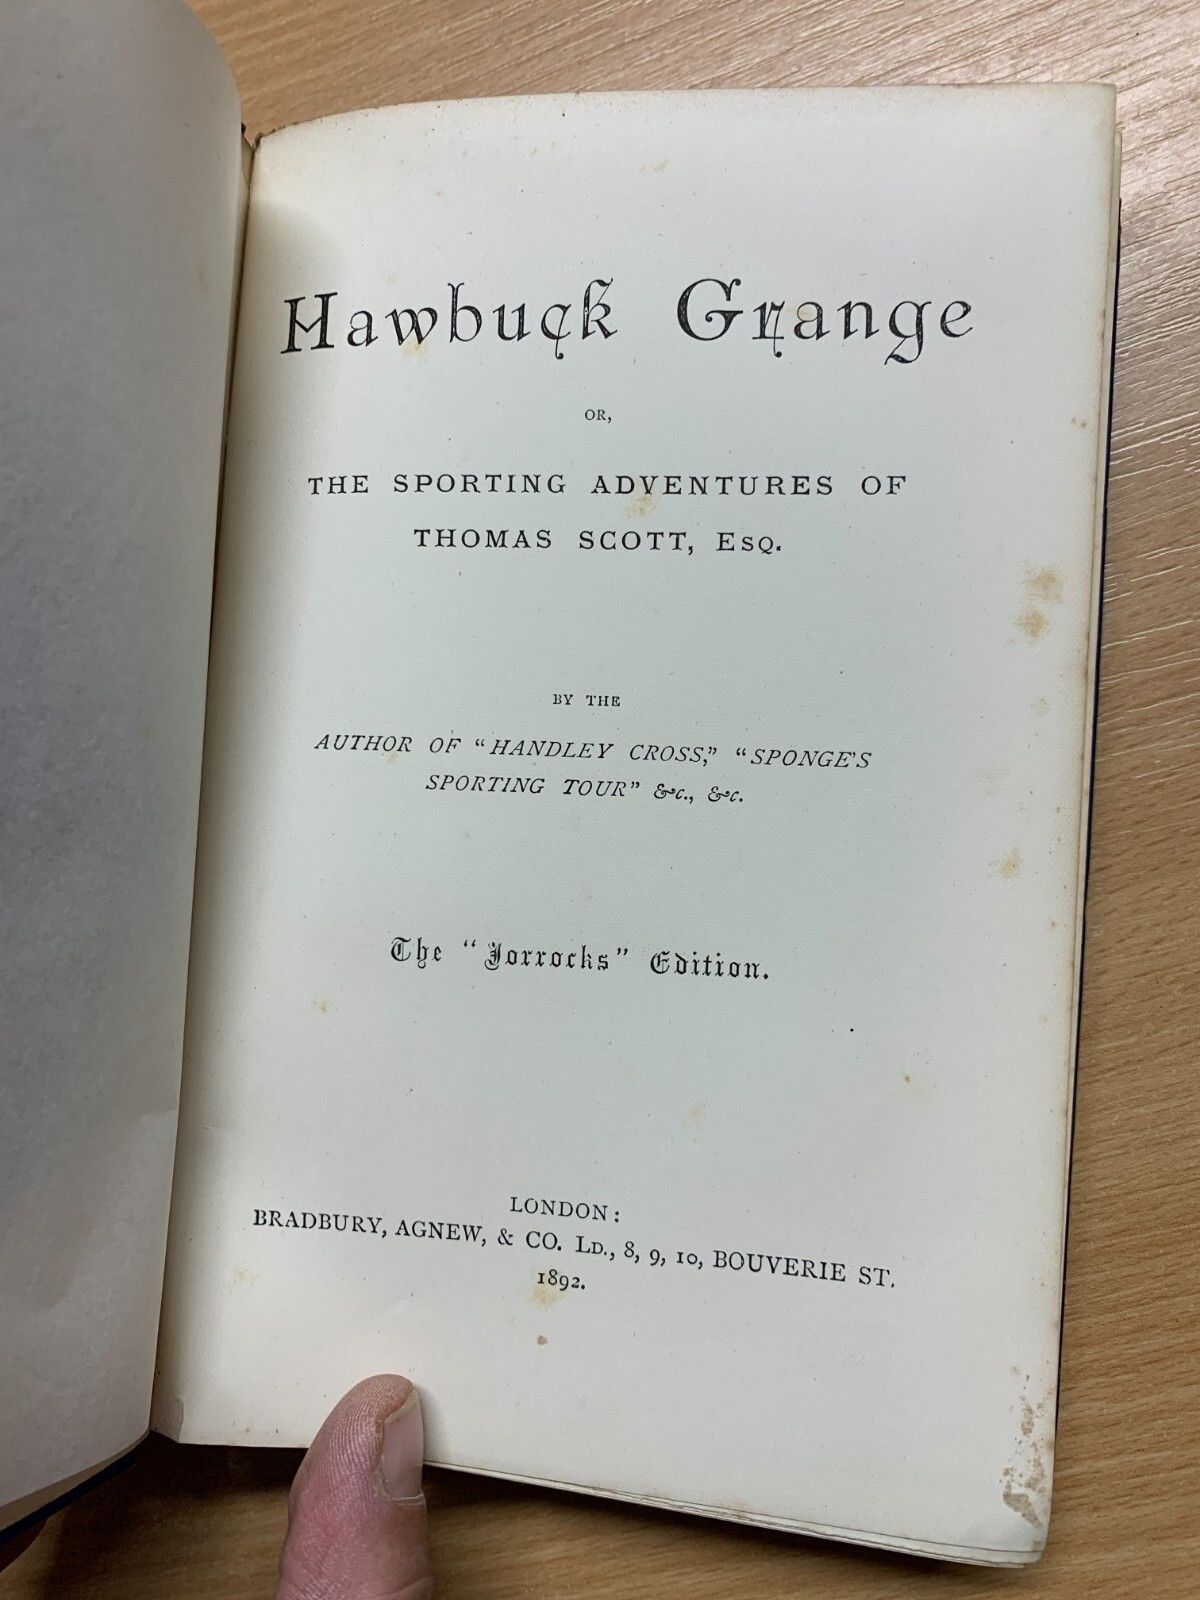 Hawbuck Grange
OR,
THE SPORTING ADVENTURES OF
THOMAS SCOTT, ESQ.
BY THE
AUTHOR OF "HANDLEY CROSS," "SPONGE'S
SPORTING TOUR" &c., &c.
The "Jorrocks" Edition.
LONDON:
BRADBURY, AGNEW, & CO. LD., 8, 9, 10, BOUVERIE ST.
1892.